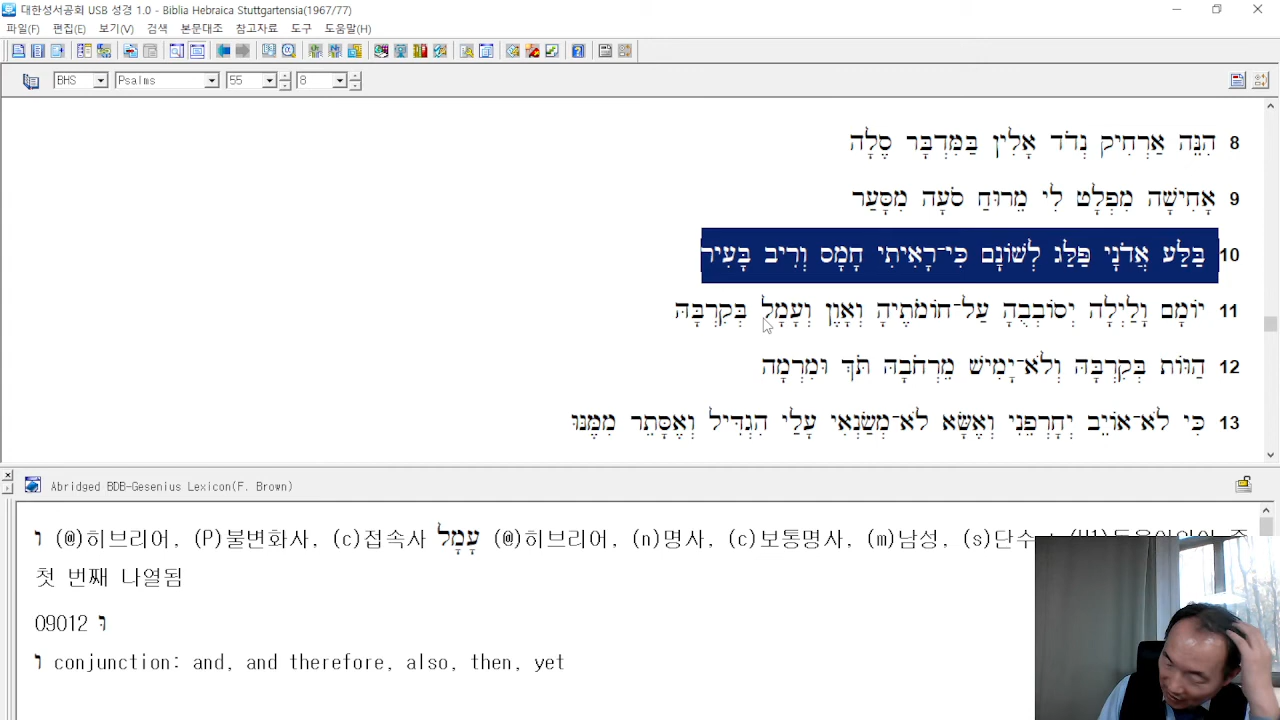 대한성서공회 USB 성경 1.0 - Biblia Hebraica Stuttgartensia(1967/77)
파일(F) 편집(E) 보기(V) 검색 본문대조 참고자료 도구 도움말(H)
BHS Psalms 55 8
8 הִנֵּה אַרְחִיק נְדֹד אָלִין בַּמִּדְבָּר סֶלָה
9 אָחִישָׁה מִפְלָט לִי מֵרוּחַ סֹעָה מִסָּעַר
10 בַּלַּע אֲדֹנָי פַּלַּג לְשׁוֹנָם כִּי־רָאִיתִי חָמָס וְרִיב בָּעִיר
11 יוֹמָם וָלַיְלָה יְסוֹבְבֻהָ עַל־חוֹמֹתֶיהָ וְאָוֶן וְעָמָל בְּקִרְבָּהּ
12 הַוּוֹת בְּקִרְבָּהּ וְלֹא־יָמִישׁ מֵרְחֹבָהּ תֹּךְ וּמִרְמָה
13 כִּי לֹא־אוֹיֵב יְחָרְפֵנִי וְאֶשָּׂא לֹא־מְשַׂנְאִי עָלַי הִגְדִּיל וְאֶסָּתֵר מִמֶּנּוּ
Abridged BDB-Gesenius Lexicon(F. Brown)
ו (@)히브리어, (P)불변화사, (c)접속사 עָמָל (@)히브리어, (n)명사, (c)보통명사, (m)남성, (s)단수
첫 번째 나열됨
09012 וּ
ו conjunction: and, and therefore, also, then, yet